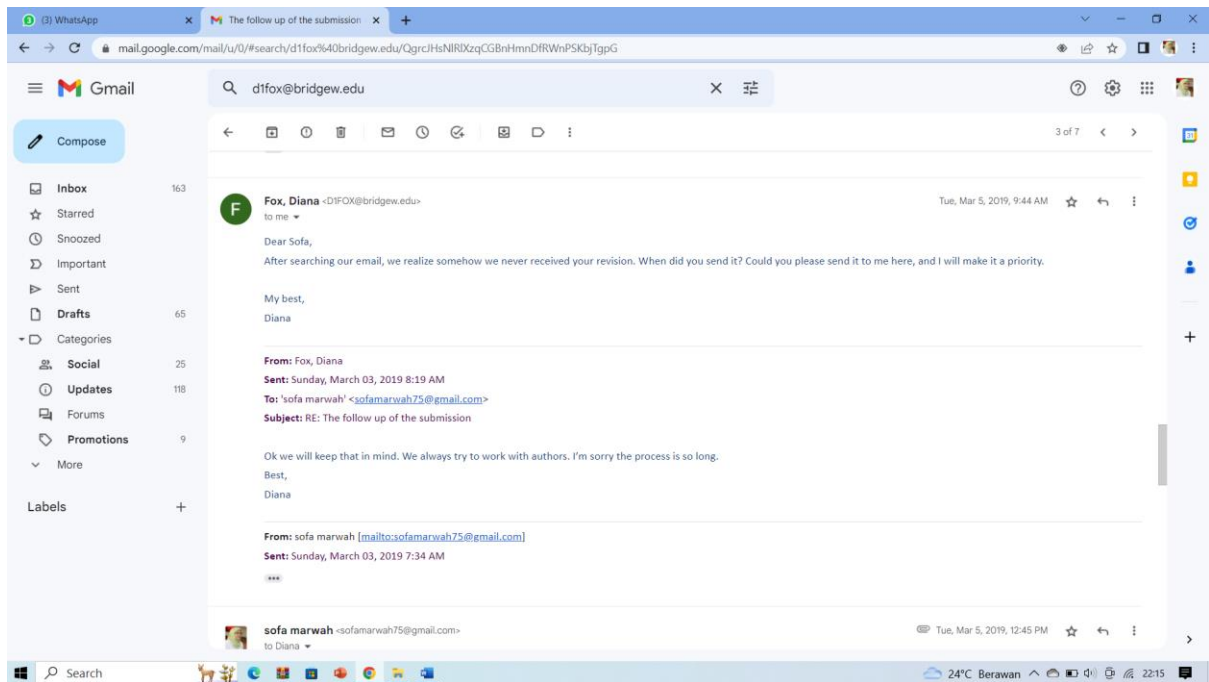 (3) WhatsApp
The follow up of the submission
mail.google.com/mail/u/0/#search/d1fox%40bridgew.edu/QgrcJHsNlRlXzqCGBnHmnDfRWnPSKbjTgpG
Gmail
d1fox@bridgew.edu
Compose
3 of 7
Inbox 163
Starred
Snoozed
Important
Sent
Drafts 65
Categories
Social 25
Updates 118
Forums
Promotions 9
More
Labels
F
Fox, Diana <D1FOX@bridgew.edu>
Tue, Mar 5, 2019, 9:44 AM
to me
Dear Sofa,
After searching our email, we realize somehow we never received your revision. When did you send it? Could you please send it to me here, and I will make it a priority.
My best,
Diana
From: Fox, Diana
Sent: Sunday, March 03, 2019 8:19 AM
To: 'sofa marwah' <sofamarwah75@gmail.com>
Subject: RE: The follow up of the submission
Ok we will keep that in mind. We always try to work with authors. I'm sorry the process is so long.
Best,
Diana
From: sofa marwah [mailto:sofamarwah75@gmail.com]
Sent: Sunday, March 03, 2019 7:34 AM
sofa marwah <sofamarwah75@gmail.com>
Tue, Mar 5, 2019, 12:45 PM
to Diana
Search
24°C Berawan
22:15